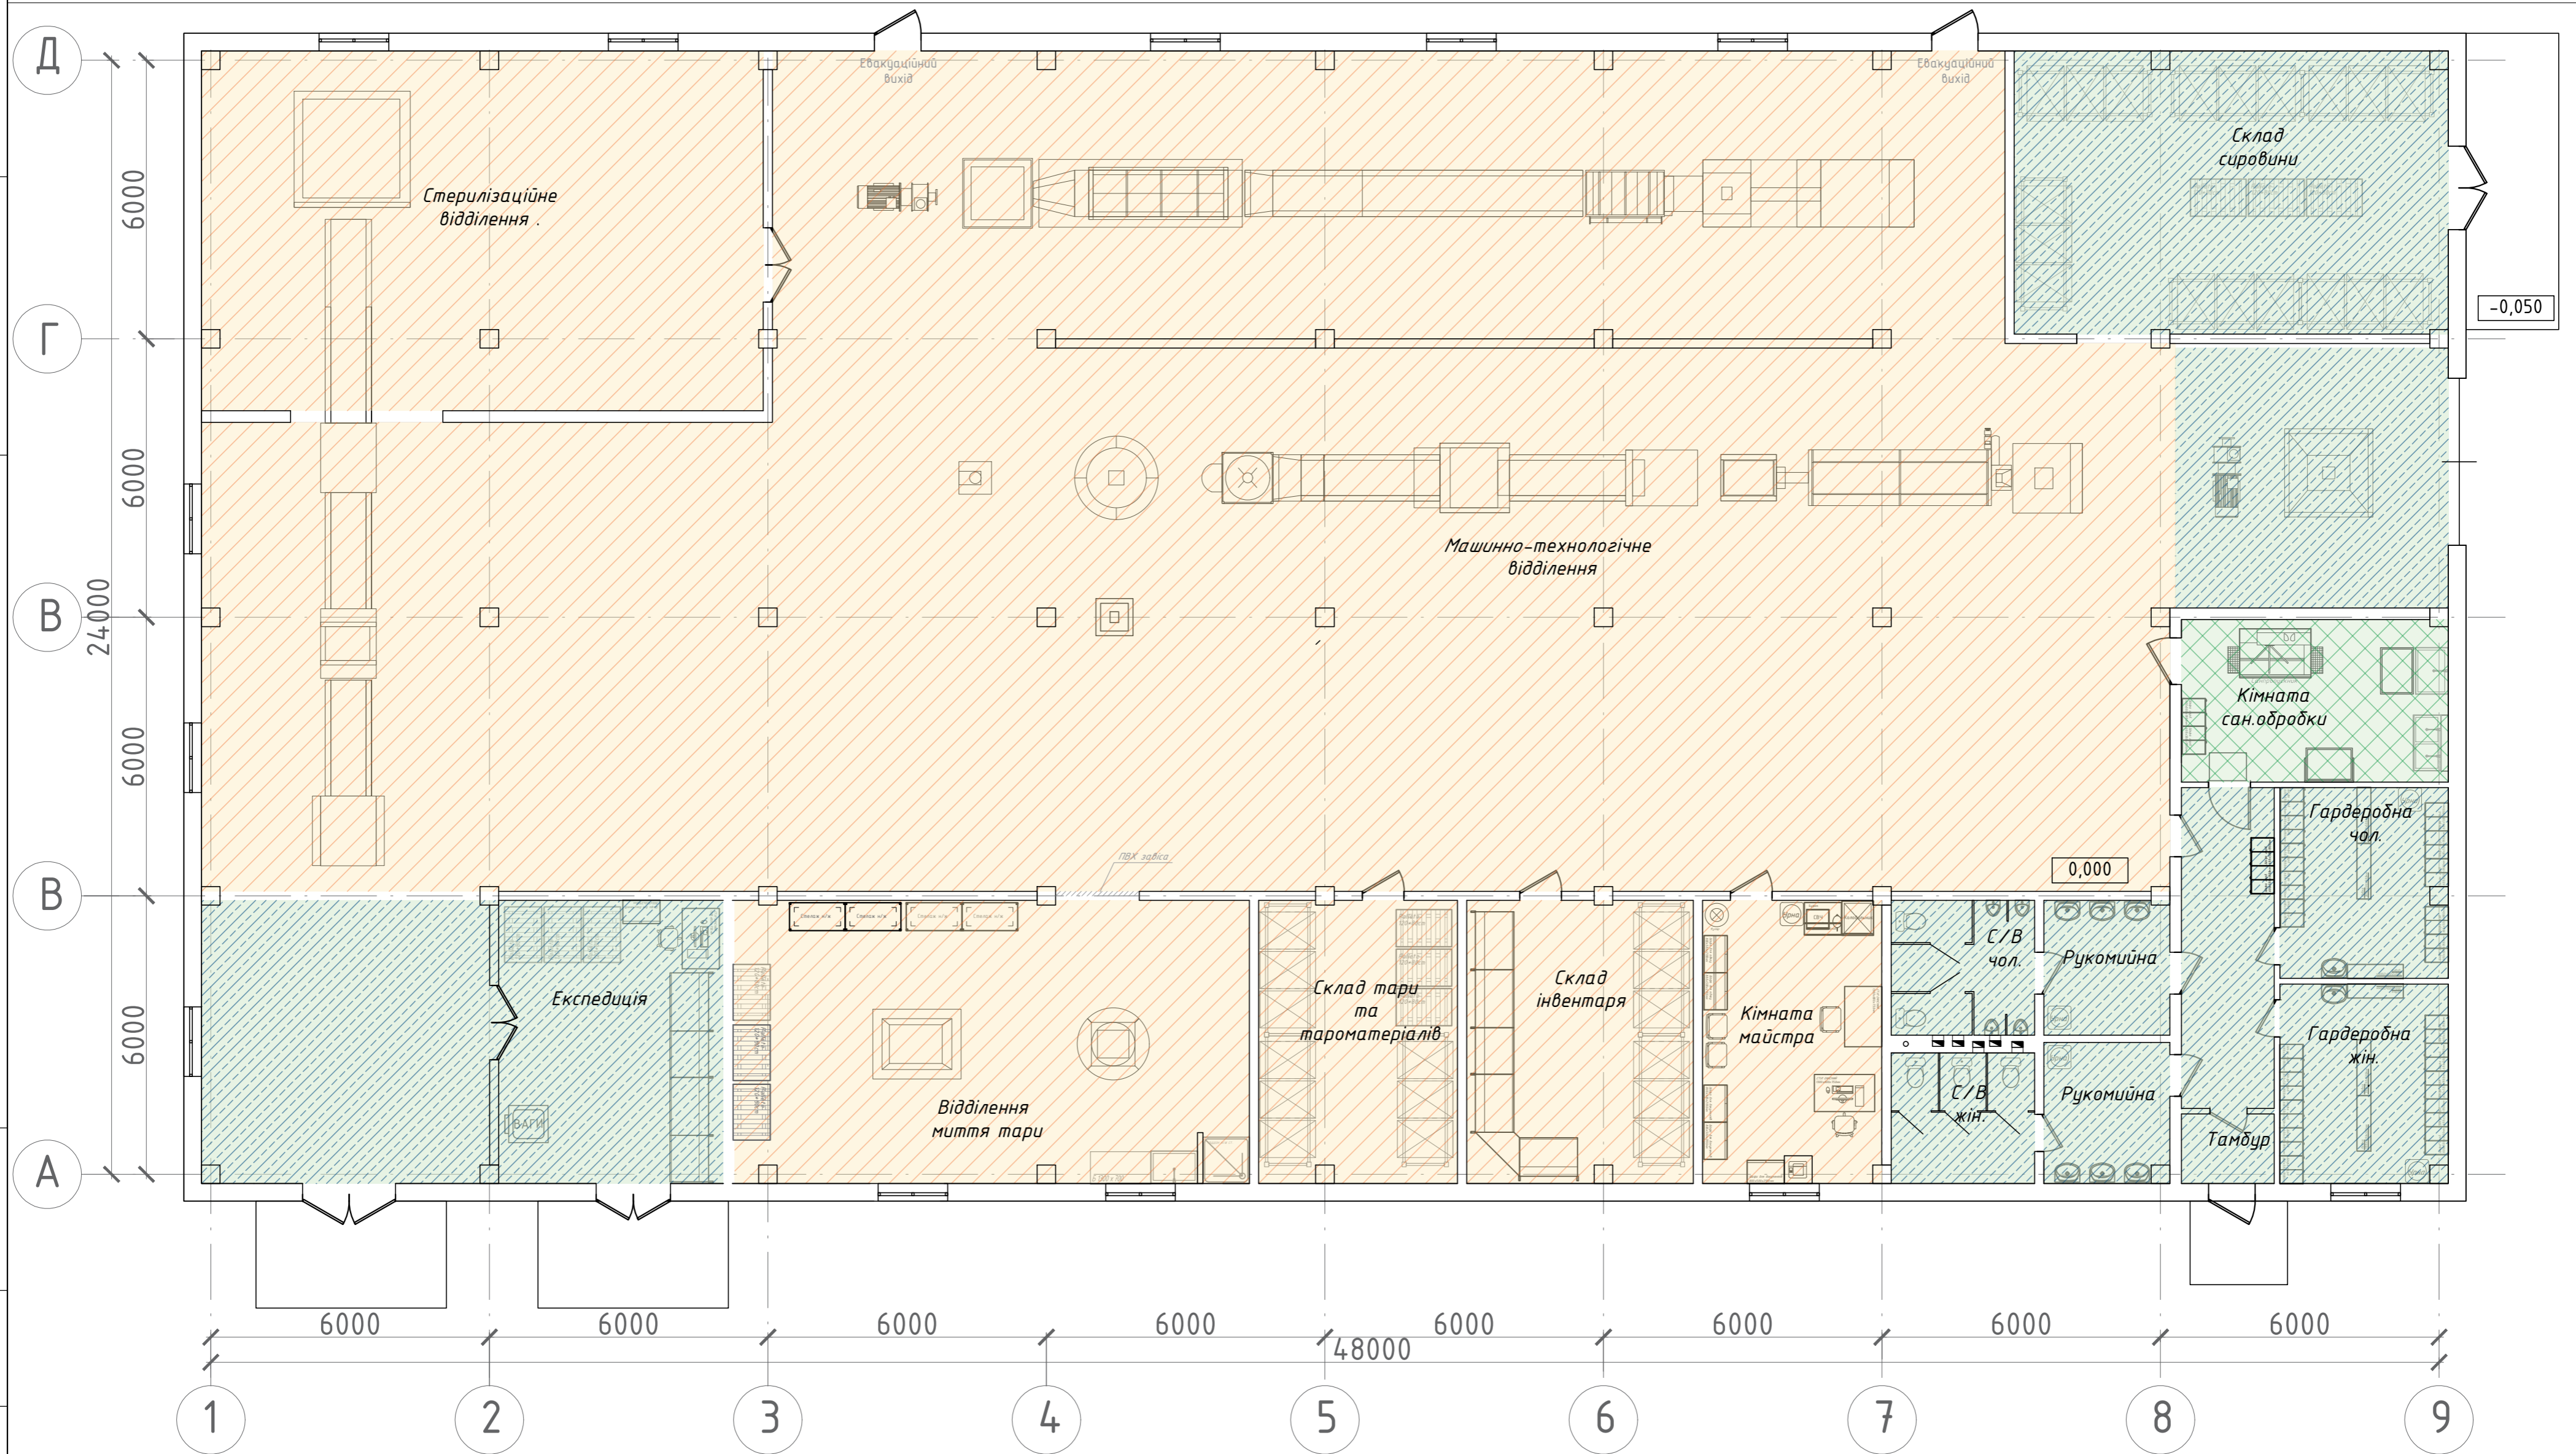 Д
Г
В
В
А
6000
6000
6000
6000
24000
Евакуаційний
вихід
Евакуаційний
вихід
Склад
сировини
Стерилізаційне
відділення .
-0,050
Машинно-технологічне
відділення
Кімната
сан.обробки
Гардеробна
чол.
ПВХ завіса
0,000
Експедиція
ВАГИ
Відділення
миття тари
Склад тари
та
тароматеріалів
Склад
інвентаря
Кімната
майстра
С/В
чол.
Рукомийна
С/В
жін.
Рукомийна
Гардеробна
жін.
Тамбур
6000
6000
6000
6000
6000
6000
6000
6000
48000
1
2
3
4
5
6
7
8
9